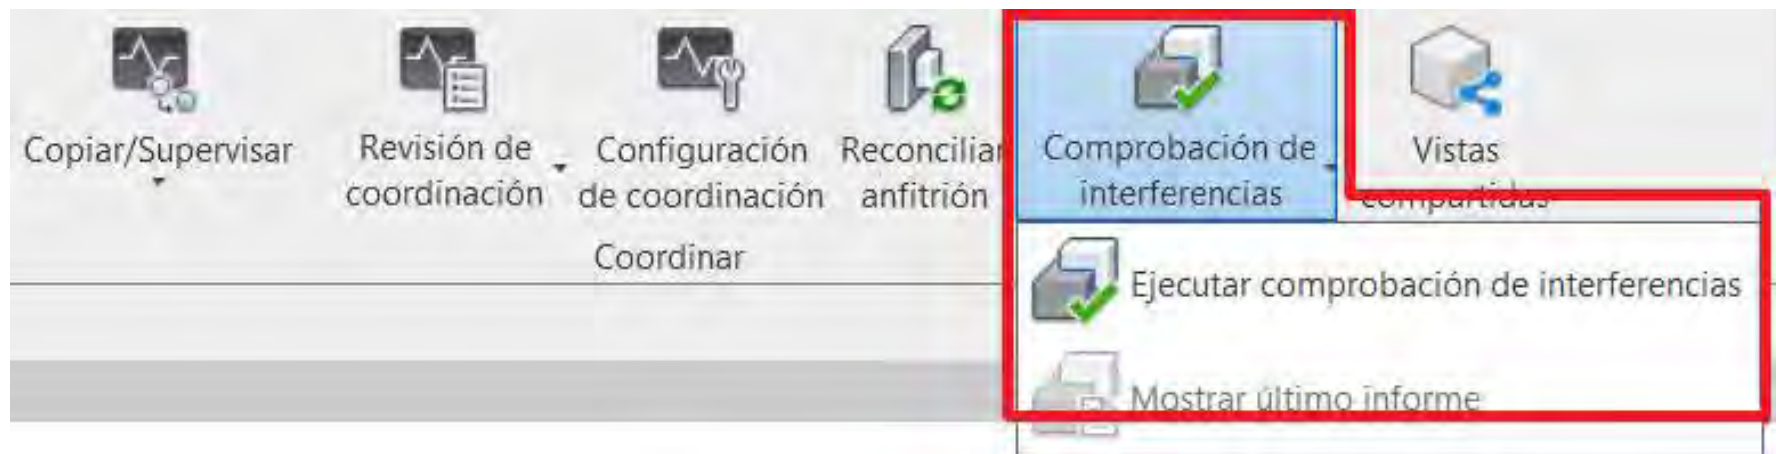 Copiar/Supervisar
Revisión de
coordinación
Configuración
de coordinación
Reconciliar
anfitrión
Comprobación de
interferencias
Vistas
compartidas
Coordinar
Ejecutar comprobación de interferencias
Mostrar último informe